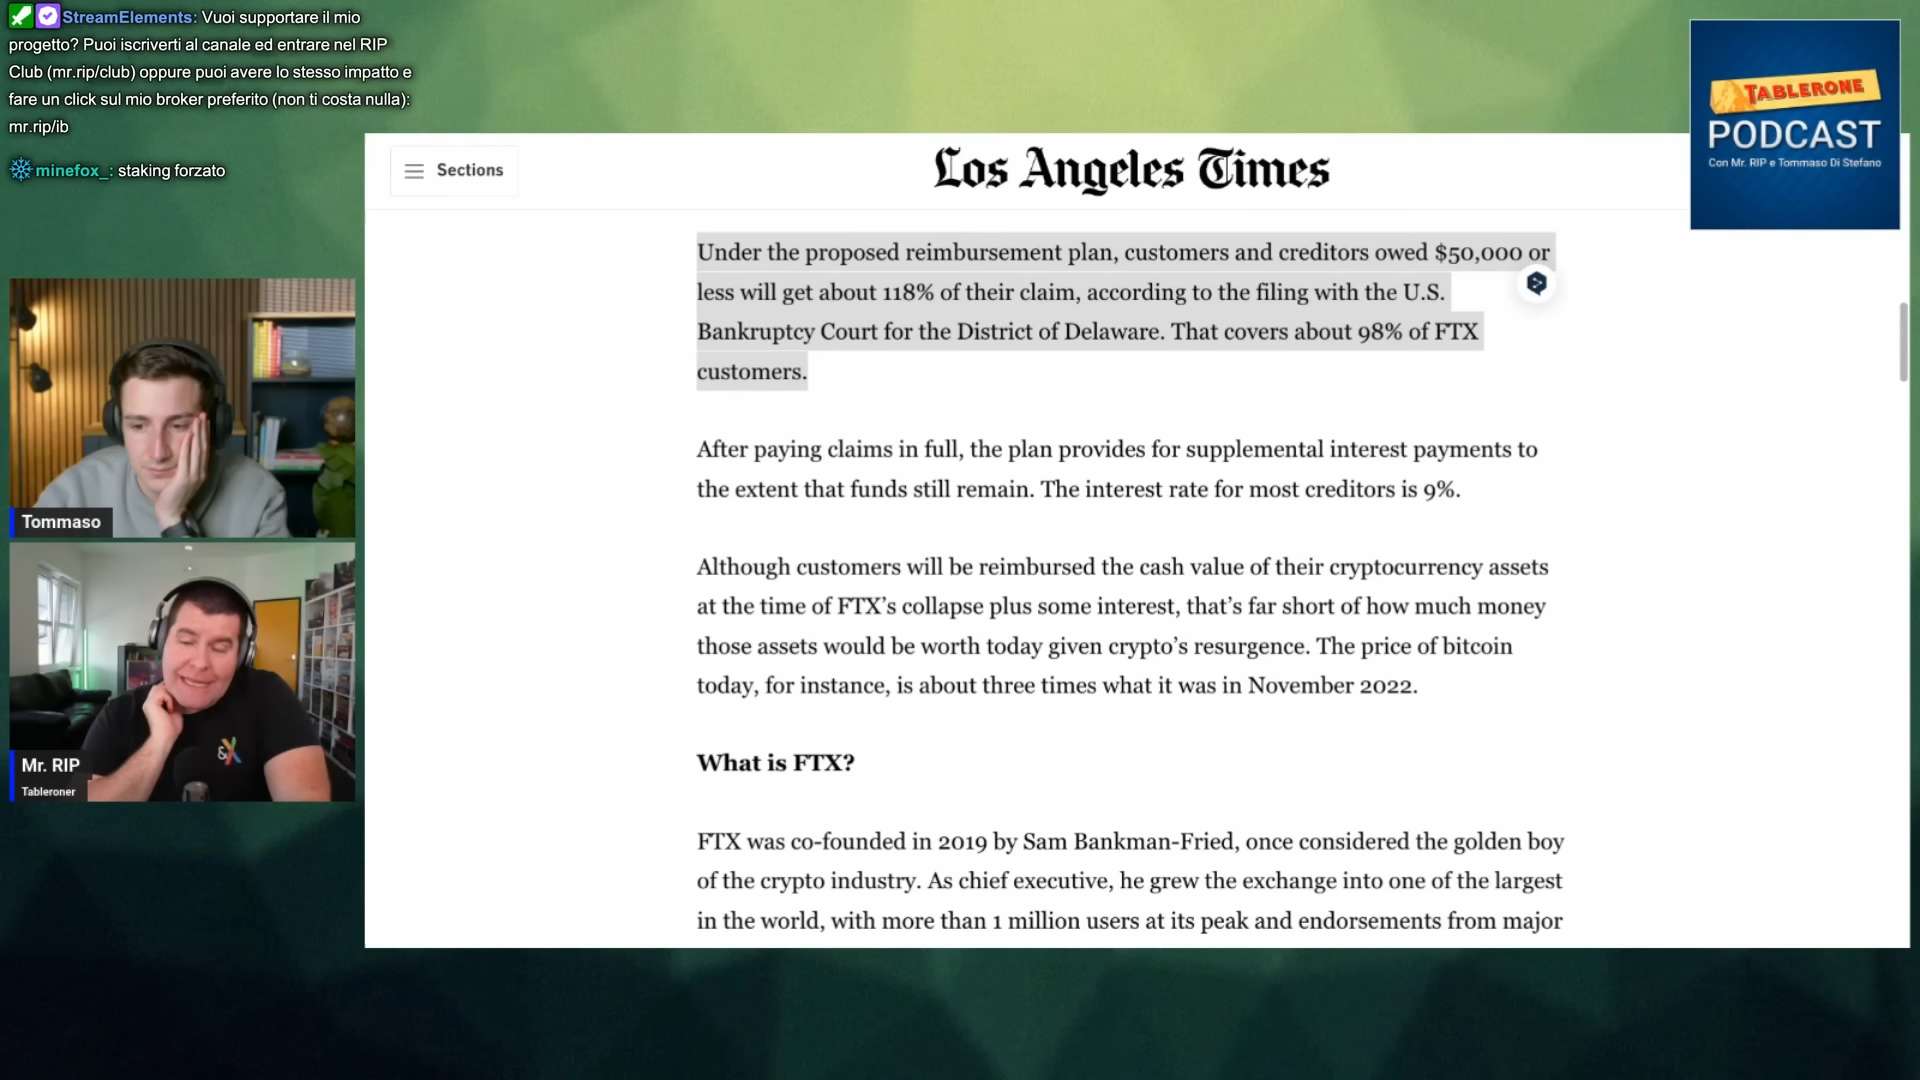 StreamElements: Vuoi supportare il mio
progetto? Puoi iscriverti al canale ed entrare nel RIP
Club (mr.rip/club) oppure puoi avere lo stesso impatto e
fare un click sul mio broker preferito (non ti costa nulla):
mr.rip/ib
minefox_: staking forzato
TABLERONE
PODCAST
Con Mr. RIP e Tommaso Di Stefano
Sections
Los Angeles Times
Under the proposed reimbursement plan, customers and creditors owed $50,000 or
less will get about 118% of their claim, according to the filing with the U.S.
Bankruptcy Court for the District of Delaware. That covers about 98% of FTX
customers.
After paying claims in full, the plan provides for supplemental interest payments to
the extent that funds still remain. The interest rate for most creditors is 9%.
Although customers will be reimbursed the cash value of their cryptocurrency assets
at the time of FTX’s collapse plus some interest, that’s far short of how much money
those assets would be worth today given crypto’s resurgence. The price of bitcoin
today, for instance, is about three times what it was in November 2022.
What is FTX?
FTX was co-founded in 2019 by Sam Bankman-Fried, once considered the golden boy
of the crypto industry. As chief executive, he grew the exchange into one of the largest
in the world, with more than 1 million users at its peak and endorsements from major
Tommaso
&X
Mr. RIP
Tableroner